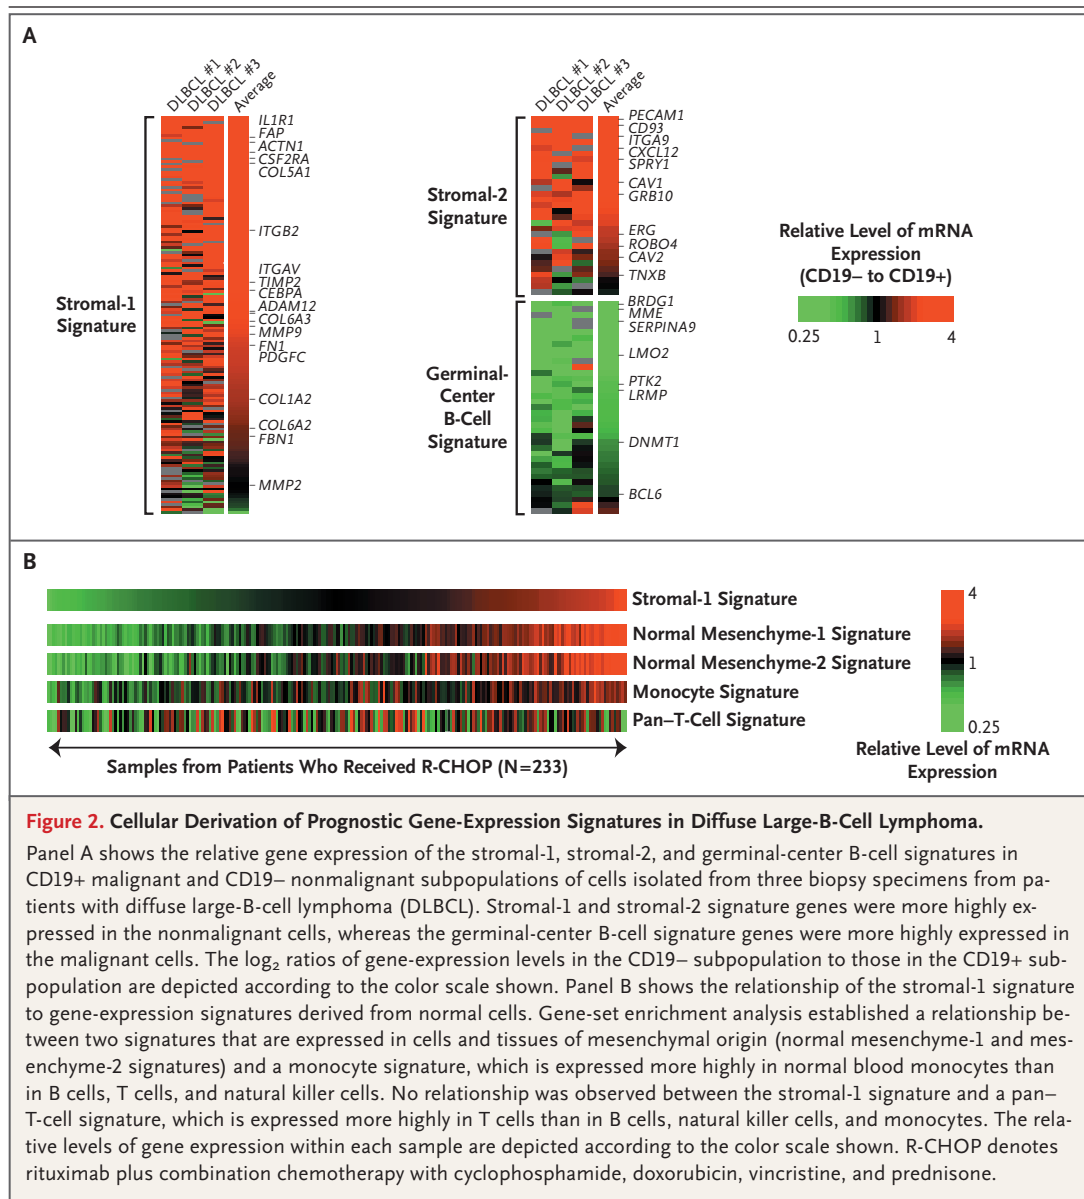 A
DLBCL #1
DLBCL #2
DLBCL #3
Average
Stromal-1
Signature
IL1R1
FAP
ACTN1
CSF2RA
COL5A1
ITGB2
ITGAV
TIMP2
CEBPA
ADAM12
COL6A3
MMP9
FN1
PDGFC
COL1A2
COL6A2
FBN1
MMP2
DLBCL #1
DLBCL #2
DLBCL #3
Average
Stromal-2
Signature
PECAM1
CD93
ITGA9
CXCL12
SPRY1
CAV1
GRB10
ERG
ROBO4
CAV2
TNXB
Germinal-
Center
B-Cell
Signature
BRDG1
MME
SERPINA9
LMO2
PTK2
LRMP
DNMT1
BCL6
Relative Level of mRNA
Expression
(CD19– to CD19+)
0.25 1 4
B
Stromal-1 Signature
Normal Mesenchyme-1 Signature
Normal Mesenchyme-2 Signature
Monocyte Signature
Pan–T-Cell Signature
Samples from Patients Who Received R-CHOP (N=233)
4
1
0.25
Relative Level of mRNA
Expression
Figure 2. Cellular Derivation of Prognostic Gene-Expression Signatures in Diffuse Large-B-Cell Lymphoma.
Panel A shows the relative gene expression of the stromal-1, stromal-2, and germinal-center B-cell signatures in
CD19+ malignant and CD19– nonmalignant subpopulations of cells isolated from three biopsy specimens from pa-
tients with diffuse large-B-cell lymphoma (DLBCL). Stromal-1 and stromal-2 signature genes were more highly ex-
pressed in the nonmalignant cells, whereas the germinal-center B-cell signature genes were more highly expressed in
the malignant cells. The log₂ ratios of gene-expression levels in the CD19– subpopulation to those in the CD19+ sub-
population are depicted according to the color scale shown. Panel B shows the relationship of the stromal-1 signature
to gene-expression signatures derived from normal cells. Gene-set enrichment analysis established a relationship be-
tween two signatures that are expressed in cells and tissues of mesenchymal origin (normal mesenchyme-1 and mes-
enchyme-2 signatures) and a monocyte signature, which is expressed more highly in normal blood monocytes than
in B cells, T cells, and natural killer cells. No relationship was observed between the stromal-1 signature and a pan–
T-cell signature, which is expressed more highly in T cells than in B cells, natural killer cells, and monocytes. The rela-
tive levels of gene expression within each sample are depicted according to the color scale shown. R-CHOP denotes
rituximab plus combination chemotherapy with cyclophosphamide, doxorubicin, vincristine, and prednisone.